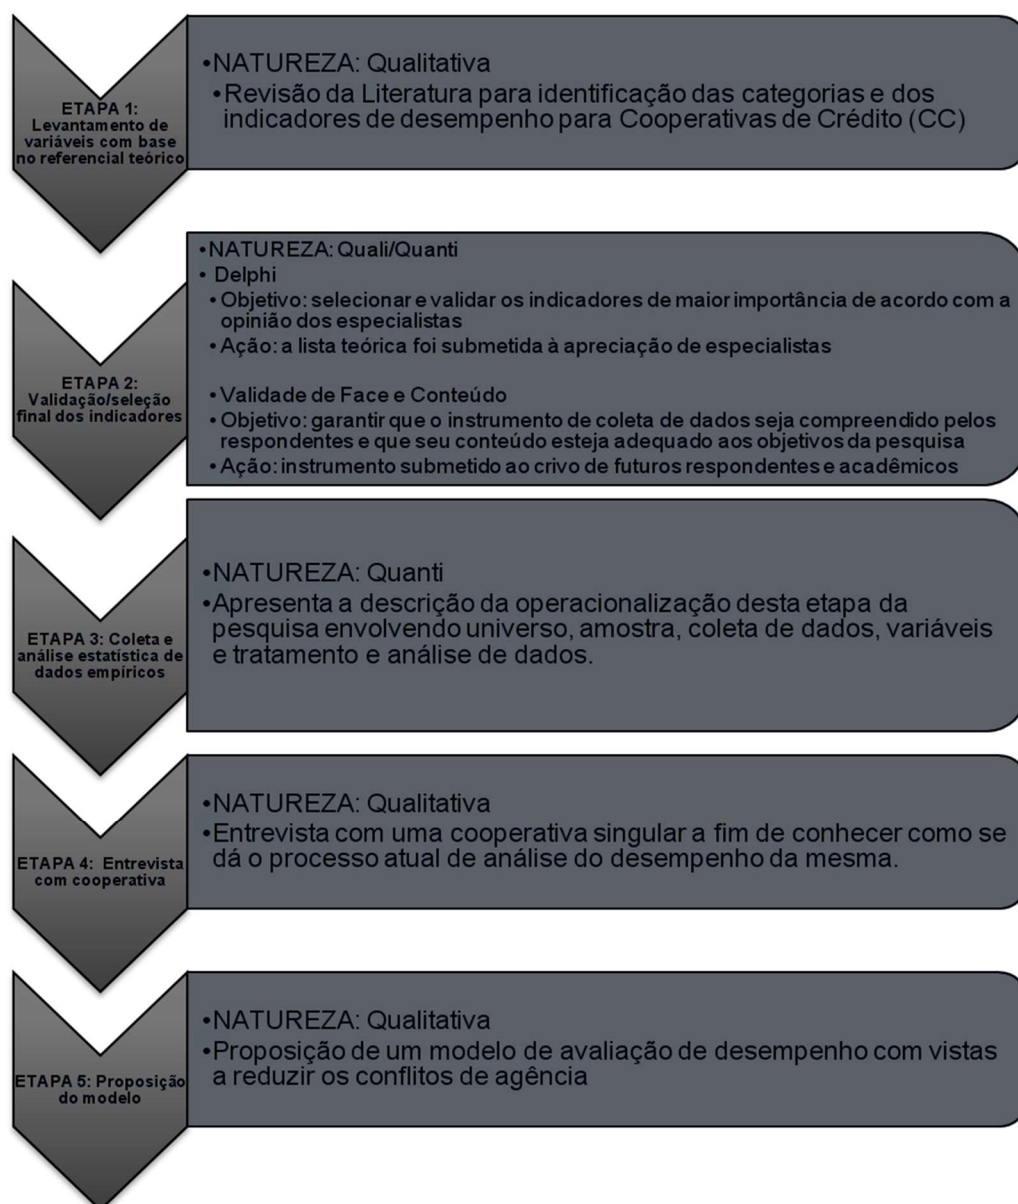 ETAPA 1:
Levantamento de
variáveis com base
no referencial teórico
•NATUREZA: Qualitativa
•Revisão da Literatura para identificação das categorias e dos
indicadores de desempenho para Cooperativas de Crédito (CC)
ETAPA 2:
Validação/seleção
final dos indicadores
•NATUREZA: Quali/Quanti
• Delphi
•Objetivo: selecionar e validar os indicadores de maior importância de acordo com a
opinião dos especialistas
•Ação: a lista teórica foi submetida à apreciação de especialistas
•Validade de Face e Conteúdo
•Objetivo: garantir que o instrumento de coleta de dados seja compreendido pelos
respondentes e que seu conteúdo esteja adequado aos objetivos da pesquisa
•Ação: instrumento submetido ao crivo de futuros respondentes e acadêmicos
ETAPA 3: Coleta e
análise estatística de
dados empíricos
•NATUREZA: Quanti
•Apresenta a descrição da operacionalização desta etapa da
pesquisa envolvendo universo, amostra, coleta de dados, variáveis
e tratamento e análise de dados.
ETAPA 4: Entrevista
com cooperativa
•NATUREZA: Qualitativa
•Entrevista com uma cooperativa singular a fim de conhecer como se
dá o processo atual de análise do desempenho da mesma.
ETAPA 5: Proposição
do modelo
•NATUREZA: Qualitativa
•Proposição de um modelo de avaliação de desempenho com vistas
a reduzir os conflitos de agência